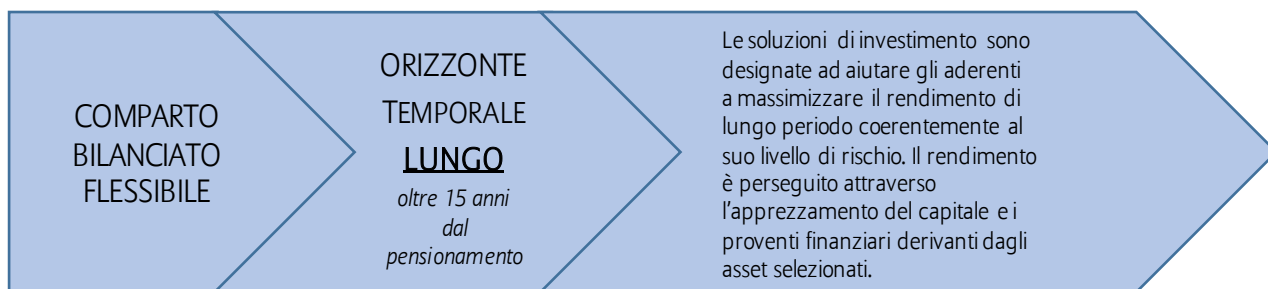 COMPARTO
BILANCIATO
FLESSIBILE
ORIZZONTE
TEMPORALE
LUNGO
oltre 15 anni
dal
pensionamento
Le soluzioni di investimento sono
designate ad aiutare gli aderenti
a massimizzare il rendimento di
lungo periodo coerentemente al
suo livello di rischio. Il rendimento
è perseguito attraverso
l'apprezzamento del capitale e i
proventi finanziari derivanti dagli
asset selezionati.